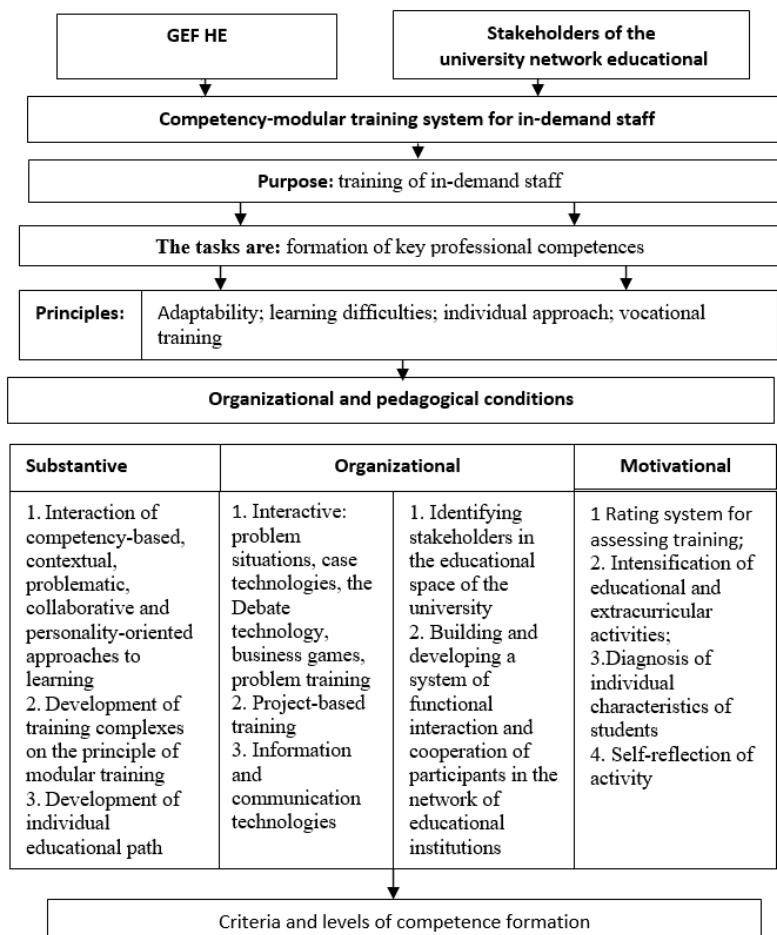 GEF HE
Stakeholders of the
university network educational
Competency-modular training system for in-demand staff
Purpose: training of in-demand staff
The tasks are: formation of key professional competences
Principles:
Adaptability; learning difficulties; individual approach; vocational
training
Organizational and pedagogical conditions
Substantive
1. Interaction of
competency-based,
contextual,
problematic,
collaborative and
personality-oriented
approaches to
learning
2. Development of
training complexes
on the principle of
modular training
3. Development of
individual
educational path
Organizational
1. Interactive:
problem
situations, case
technologies, the
Debate
technology,
business games,
problem training
2. Project-based
training
3. Information
and
communication
technologies
1. Identifying
stakeholders in
the educational
space of the
university
2. Building and
developing a
system of
functional
interaction and
cooperation of
participants in the
network of
educational
institutions
Motivational
1 Rating system for
assessing training;
2. Intensification of
educational and
extracurricular
activities;
3.Diagnosis of
individual
characteristics of
students
4. Self-reflection of
activity
Criteria and levels of competence formation